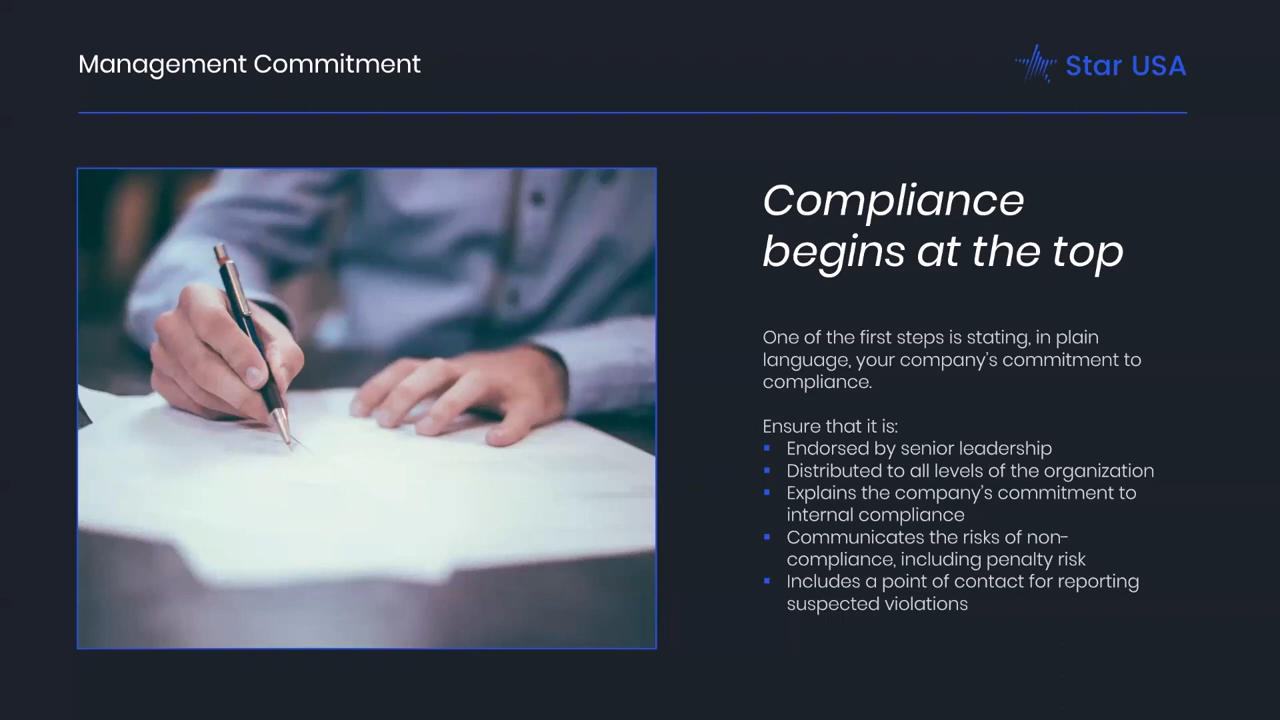 Management Commitment
Star USA
Compliance
begins at the top
One of the first steps is stating, in plain
language, your company's commitment to
compliance.
Ensure that it is:
Endorsed by senior leadership
Distributed to all levels of the organization
Explains the company's commitment to
internal compliance
Communicates the risks of non-
compliance, including penalty risk
Includes a point of contact for reporting
suspected violations